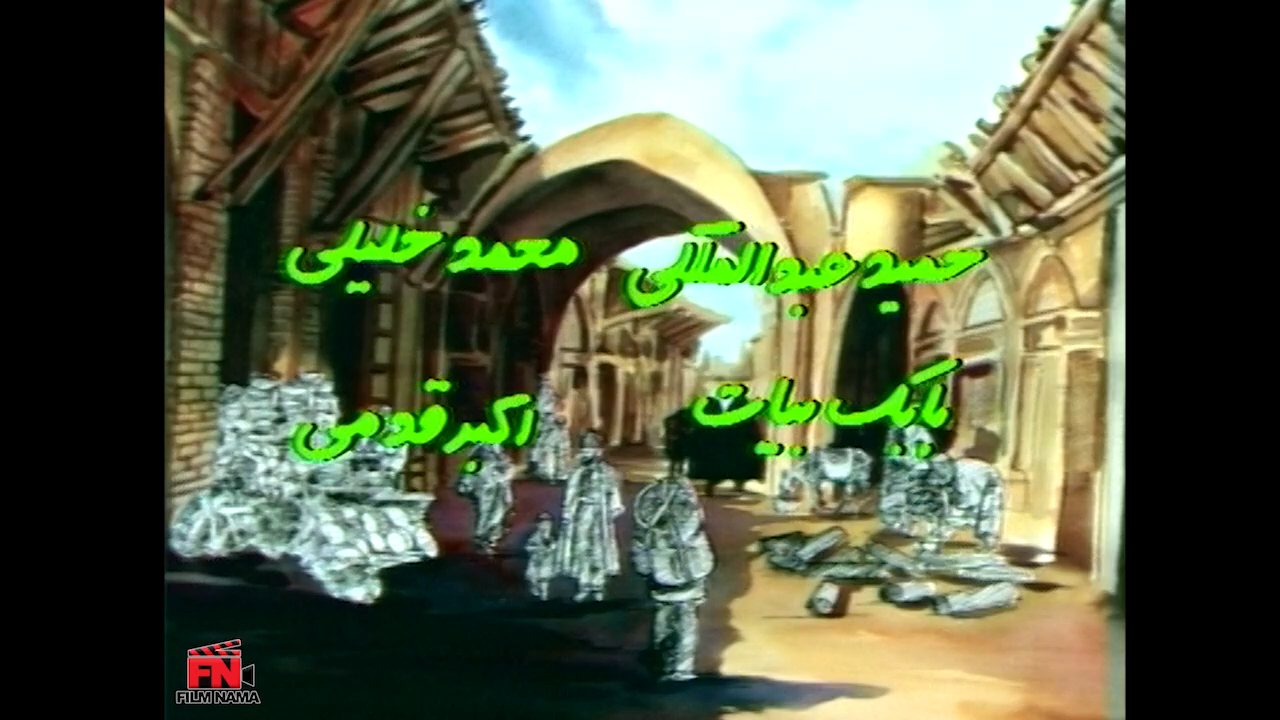 حمید عبدالملکی محمد خلیلی
بابک بیات اکبر قدمی
FN
FILM NAMA